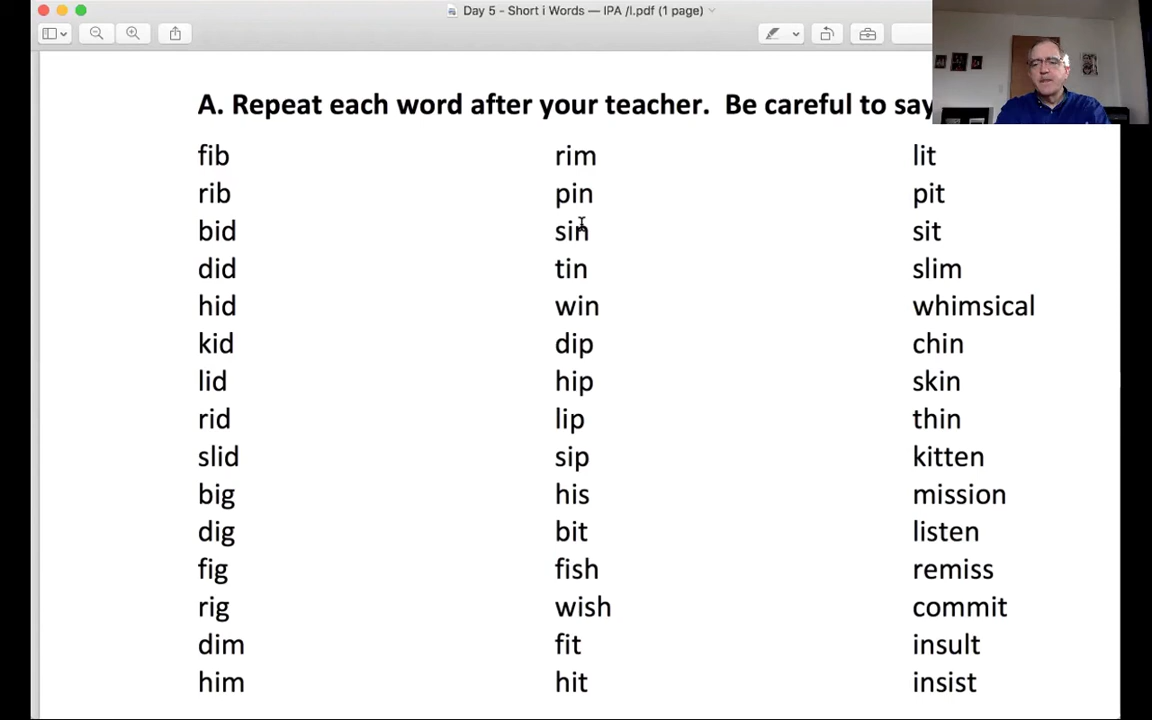 Day 5 - Short i Words — IPA /I.pdf (1 page)
A. Repeat each word after your teacher.  Be careful to say
fib rim lit
rib pin pit
bid sin sit
did tin slim
hid win whimsical
kid dip chin
lid hip skin
rid lip thin
slid sip kitten
big his mission
dig bit listen
fig fish remiss
rig wish commit
dim fit insult
him hit insist